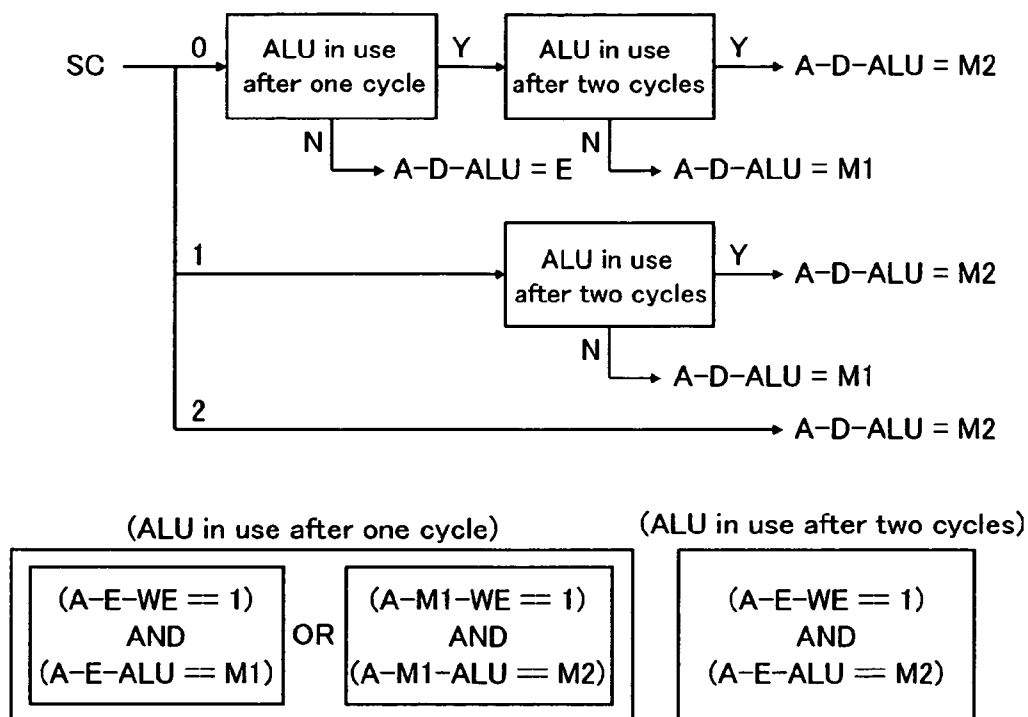 SC
0
ALU in use
after one cycle
Y
ALU in use
after two cycles
Y
A-D-ALU = M2
N
A-D-ALU = E
N
A-D-ALU = M1
1
ALU in use
after two cycles
Y
A-D-ALU = M2
N
A-D-ALU = M1
2
A-D-ALU = M2
(ALU in use after one cycle)
(A-E-WE == 1)
AND
(A-E-ALU == M1)
OR
(A-M1-WE == 1)
AND
(A-M1-ALU == M2)
(ALU in use after two cycles)
(A-E-WE == 1)
AND
(A-E-ALU == M2)